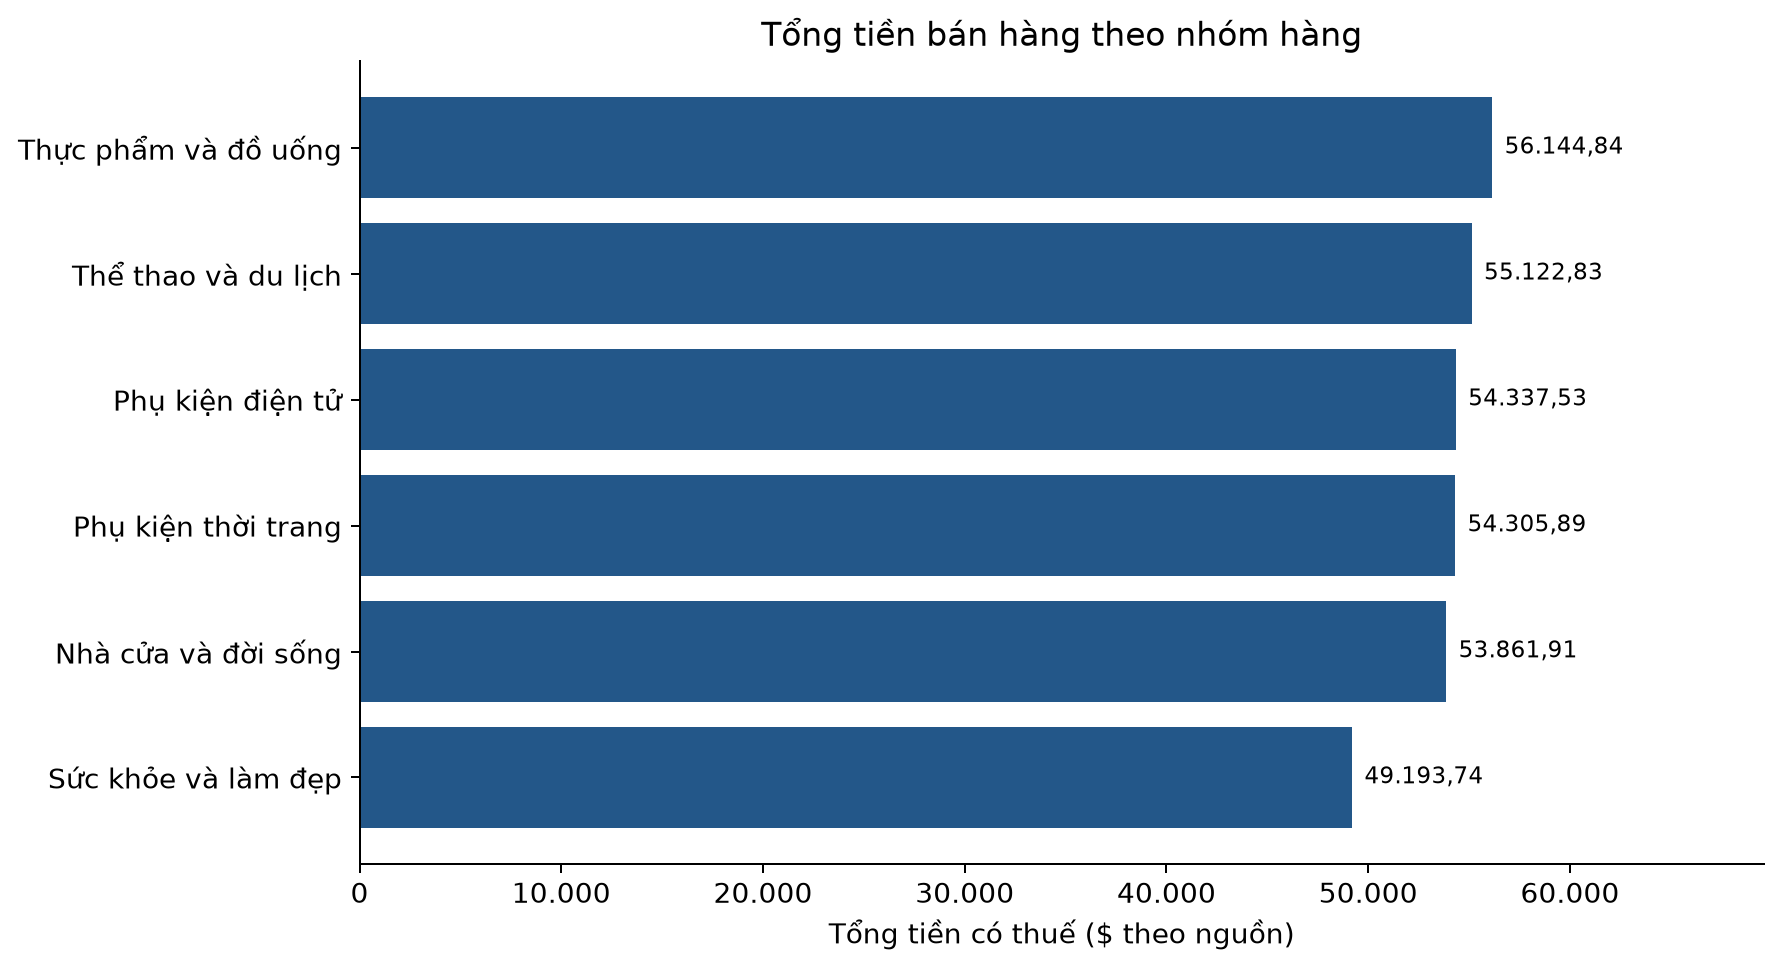 Tổng tiền bán hàng theo nhóm hàng
Thực phẩm và đồ uống 56.144,84
Thể thao và du lịch 55.122,83
Phụ kiện điện tử 54.337,53
Phụ kiện thời trang 54.305,89
Nhà cửa và đời sống 53.861,91
Sức khỏe và làm đẹp 49.193,74
0 10.000 20.000 30.000 40.000 50.000 60.000
Tổng tiền có thuế ($ theo nguồn)